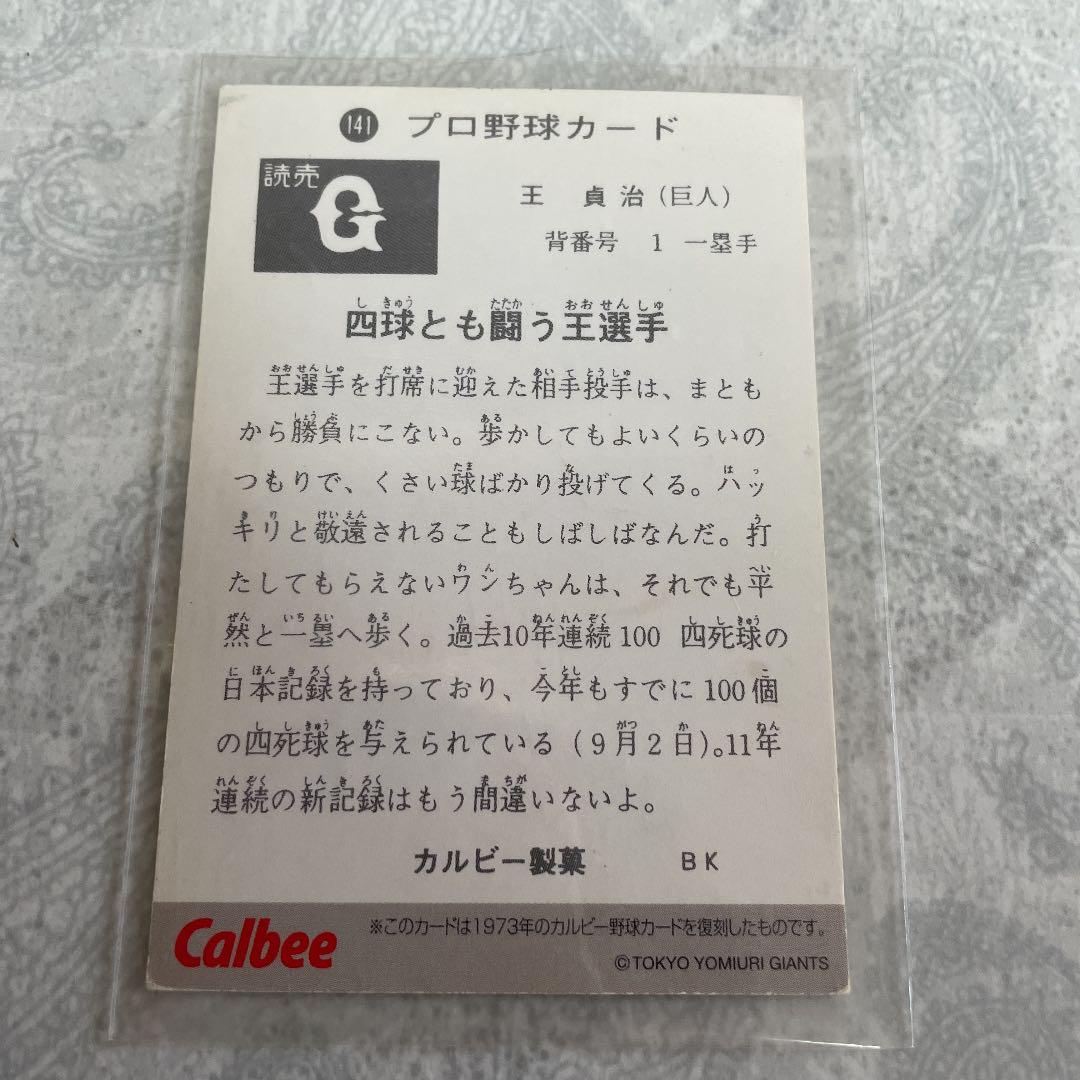 141 プロ野球カード
読売
G
王 貞治（巨人）
背番号 1 一塁手
四球とも闘う王選手
王選手を打席に迎えた相手投手は、まとも
から勝負にこない。歩かしてもよいくらいの
つもりで、くさい球ばかり投げてくる。ハッ
キリと敬遠されることもしばしばなんだ。打
たしてもらえないワンちゃんは、それでも平
然と一塁へ歩く。過去10年連続100 四死球の
日本記録を持っており、今年もすでに100個
の四死球を与えられている（9月2日）。11年
連続の新記録はもう間違いないよ。
カルビー製菓 BK
Calbee
※このカードは1973年のカルビー野球カードを復刻したものです。
©TOKYO YOMIURI GIANTS